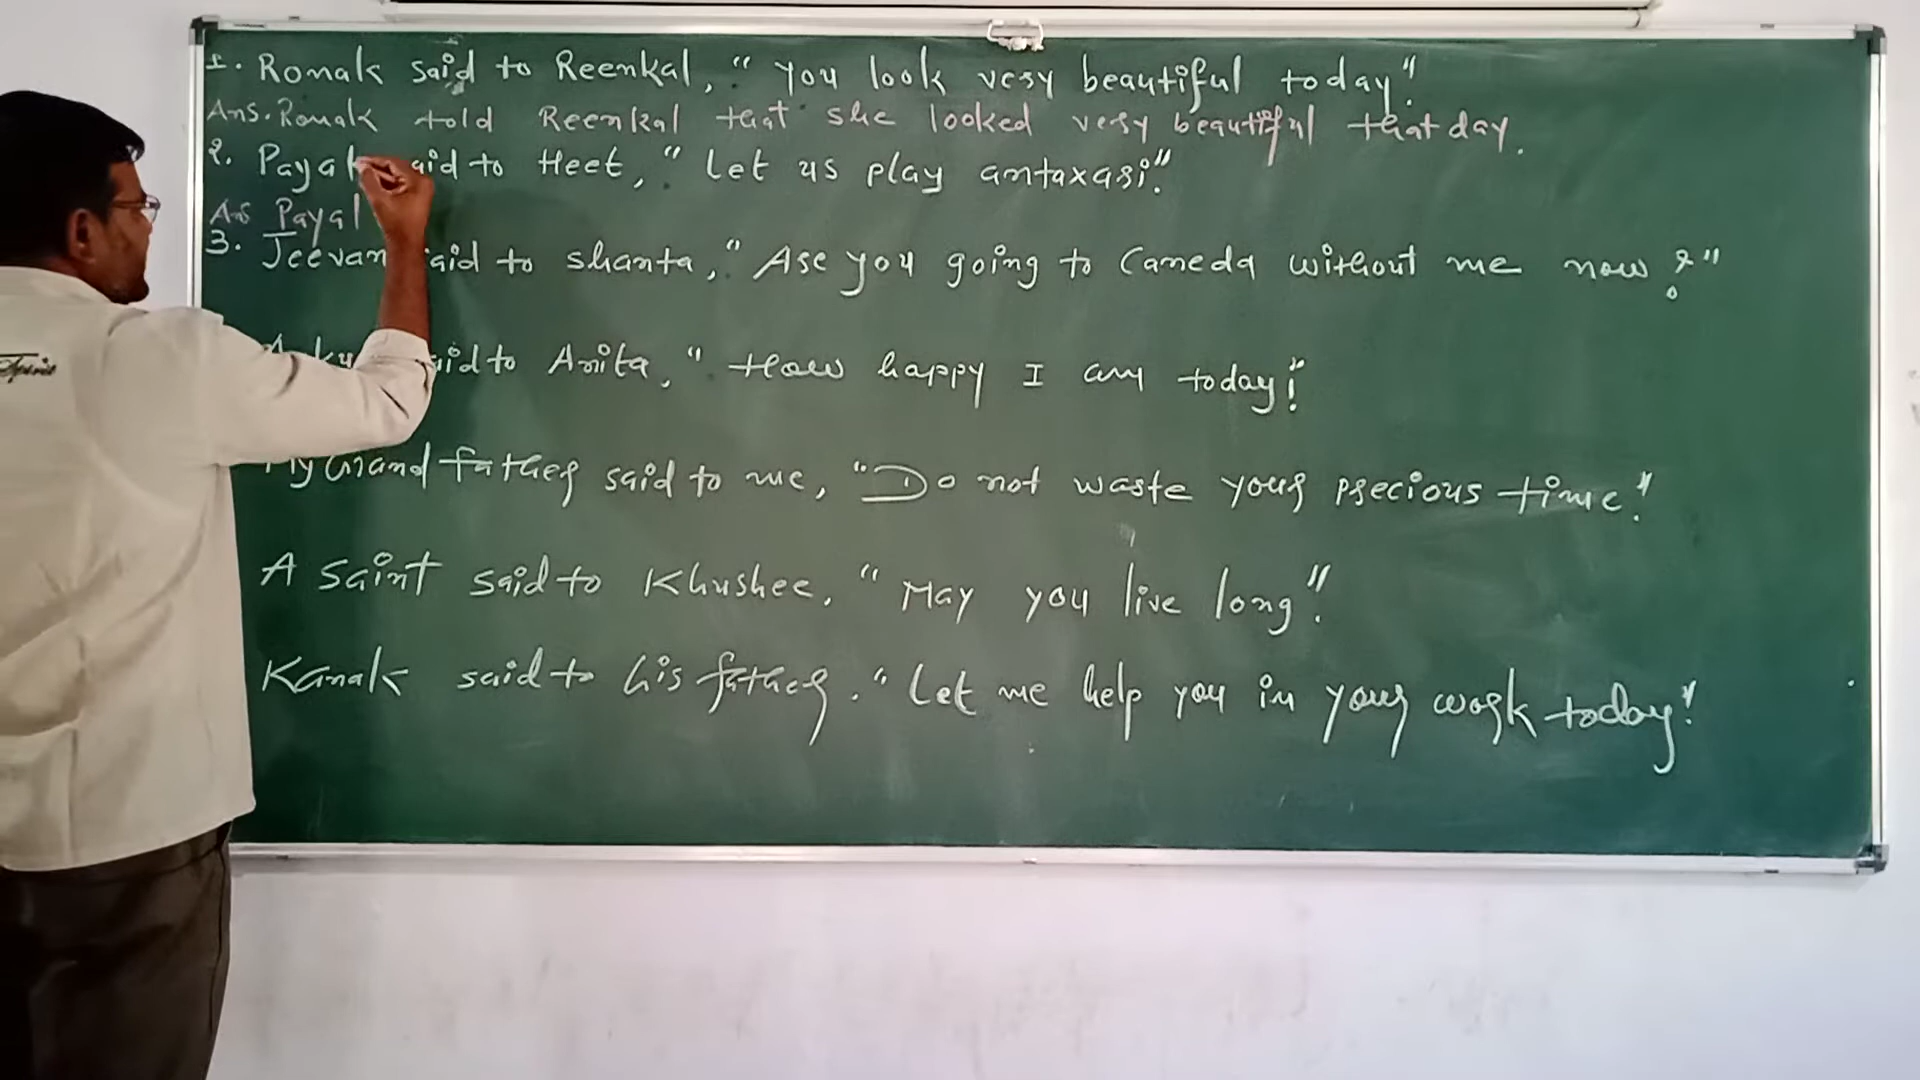 1. Ronak said to Reenkal, "You look very beautiful today".
Ans. Ronak told Reenkal that she looked very beautiful that day.
2. Payal said to Heet, "Let us play antaxari".
Ans Payal
3. Jeevan said to shanta, "Are you going to Caneda without me now?"
said to Anita, "How happy I am today!"
My Grand father said to me, "Do not waste your precious time".
A Saint said to Khushee, "May you live long".
Kanak said to his father. "Let me help you in your work today".
Spirit